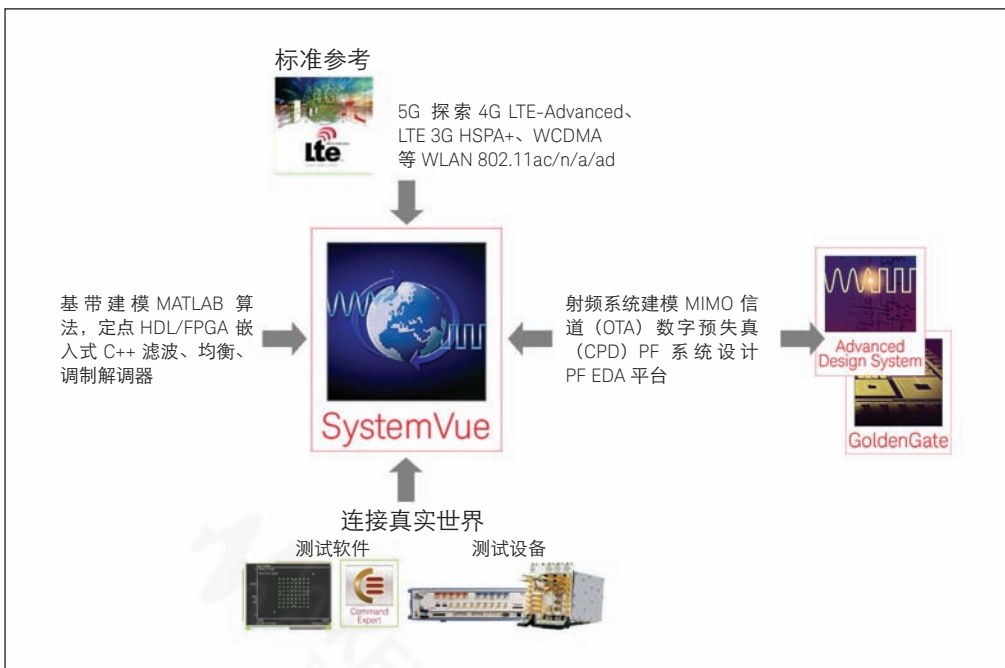 标准参考
4G
Lte
5G 探索 4G LTE-Advanced、
LTE 3G HSPA+、WCDMA
等 WLAN 802.11ac/n/a/ad
基带建模 MATLAB 算
法，定点 HDL/FPGA 嵌
入式 C++ 滤波、均衡、
调制解调器
SystemVue
射频系统建模 MIMO 信
道（OTA）数字预失真
（CPD）PF 系统设计
PF EDA 平台
Advanced
Design System
GoldenGate
连接真实世界
测试软件
测试设备
Command
Expert